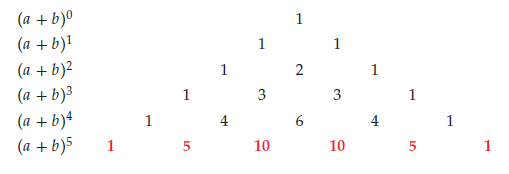 (a + b)⁰ 1
(a + b)¹ 1 1
(a + b)² 1 2 1
(a + b)³ 1 3 3 1
(a + b)⁴ 1 4 6 4 1
(a + b)⁵ 1 5 10 10 5 1